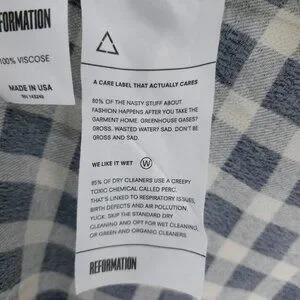 REFORMATION
100% VISCOSE
MADE IN USA
RN 143249
A CARE LABEL THAT ACTUALLY CARES
80% OF THE NASTY STUFF ABOUT
FASHION HAPPENS AFTER YOU TAKE THE
GARMENT HOME. GREENHOUSE GASES?
GROSS. WASTED WATER? SAD. DON'T BE
GROSS AND SAD.
WE LIKE IT WET W
85% OF DRY CLEANERS USE A CREEPY
TOXIC CHEMICAL CALLED PERC.
THAT'S LINKED TO RESPIRATORY ISSUES,
BIRTH DEFECTS AND AIR POLLUTION.
YUCK. SKIP THE STANDARD DRY
CLEANING AND OPT FOR WET CLEANING
OR GREEN AND ORGANIC CLEANERS.
REFORMATION